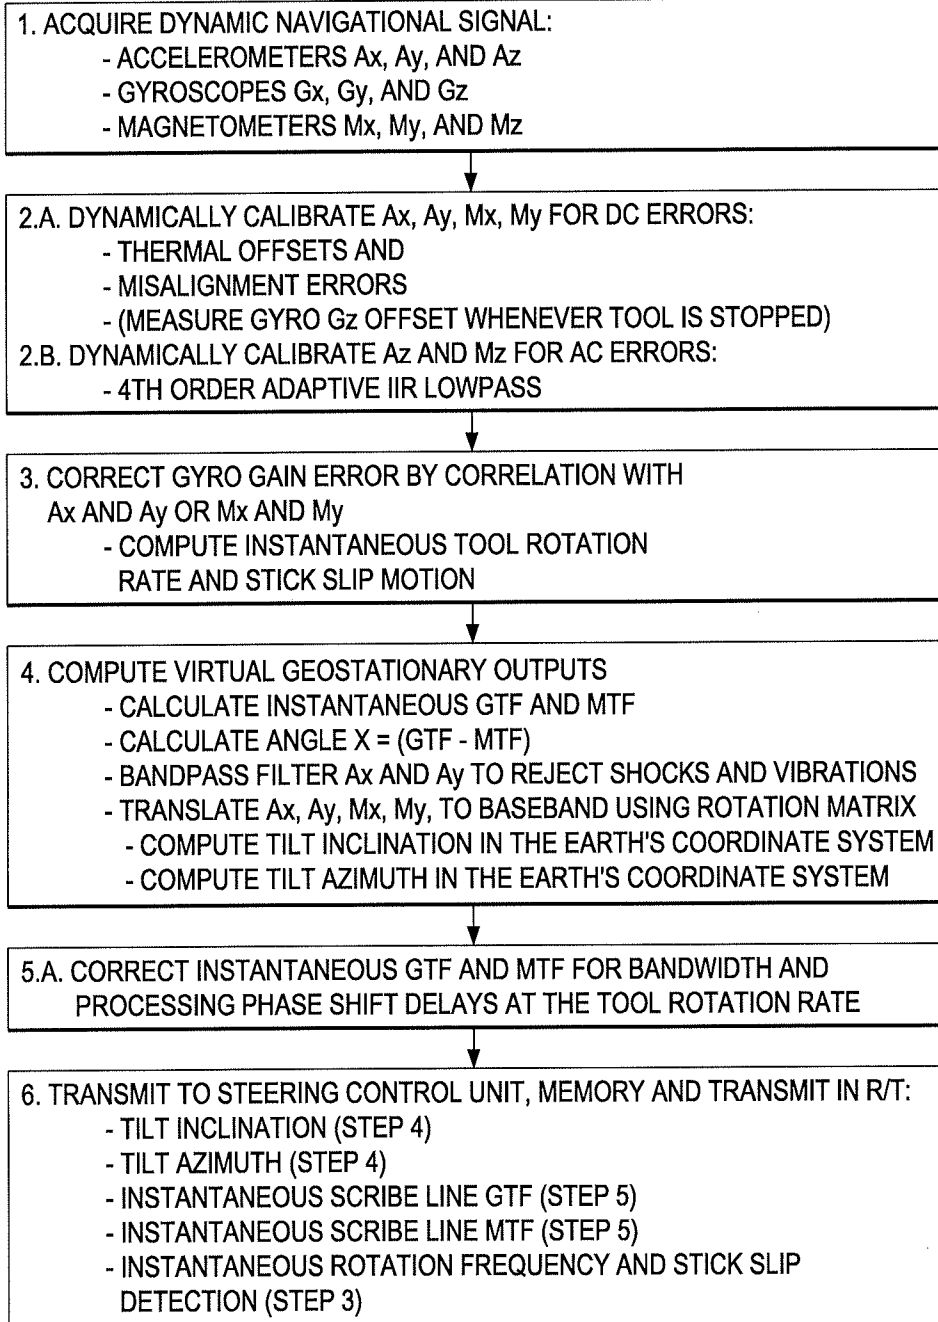 1. ACQUIRE DYNAMIC NAVIGATIONAL SIGNAL:
- ACCELEROMETERS Ax, Ay, AND Az
- GYROSCOPES Gx, Gy, AND Gz
- MAGNETOMETERS Mx, My, AND Mz
2.A. DYNAMICALLY CALIBRATE Ax, Ay, Mx, My FOR DC ERRORS:
- THERMAL OFFSETS AND
- MISALIGNMENT ERRORS
- (MEASURE GYRO Gz OFFSET WHENEVER TOOL IS STOPPED)
2.B. DYNAMICALLY CALIBRATE Az AND Mz FOR AC ERRORS:
- 4TH ORDER ADAPTIVE IIR LOWPASS
3. CORRECT GYRO GAIN ERROR BY CORRELATION WITH
Ax AND Ay OR Mx AND My
- COMPUTE INSTANTANEOUS TOOL ROTATION
RATE AND STICK SLIP MOTION
4. COMPUTE VIRTUAL GEOSTATIONARY OUTPUTS
- CALCULATE INSTANTANEOUS GTF AND MTF
- CALCULATE ANGLE X = (GTF - MTF)
- BANDPASS FILTER Ax AND Ay TO REJECT SHOCKS AND VIBRATIONS
- TRANSLATE Ax, Ay, Mx, My, TO BASEBAND USING ROTATION MATRIX
- COMPUTE TILT INCLINATION IN THE EARTH'S COORDINATE SYSTEM
- COMPUTE TILT AZIMUTH IN THE EARTH'S COORDINATE SYSTEM
5.A. CORRECT INSTANTANEOUS GTF AND MTF FOR BANDWIDTH AND
PROCESSING PHASE SHIFT DELAYS AT THE TOOL ROTATION RATE
6. TRANSMIT TO STEERING CONTROL UNIT, MEMORY AND TRANSMIT IN R/T:
- TILT INCLINATION (STEP 4)
- TILT AZIMUTH (STEP 4)
- INSTANTANEOUS SCRIBE LINE GTF (STEP 5)
- INSTANTANEOUS SCRIBE LINE MTF (STEP 5)
- INSTANTANEOUS ROTATION FREQUENCY AND STICK SLIP
DETECTION (STEP 3)